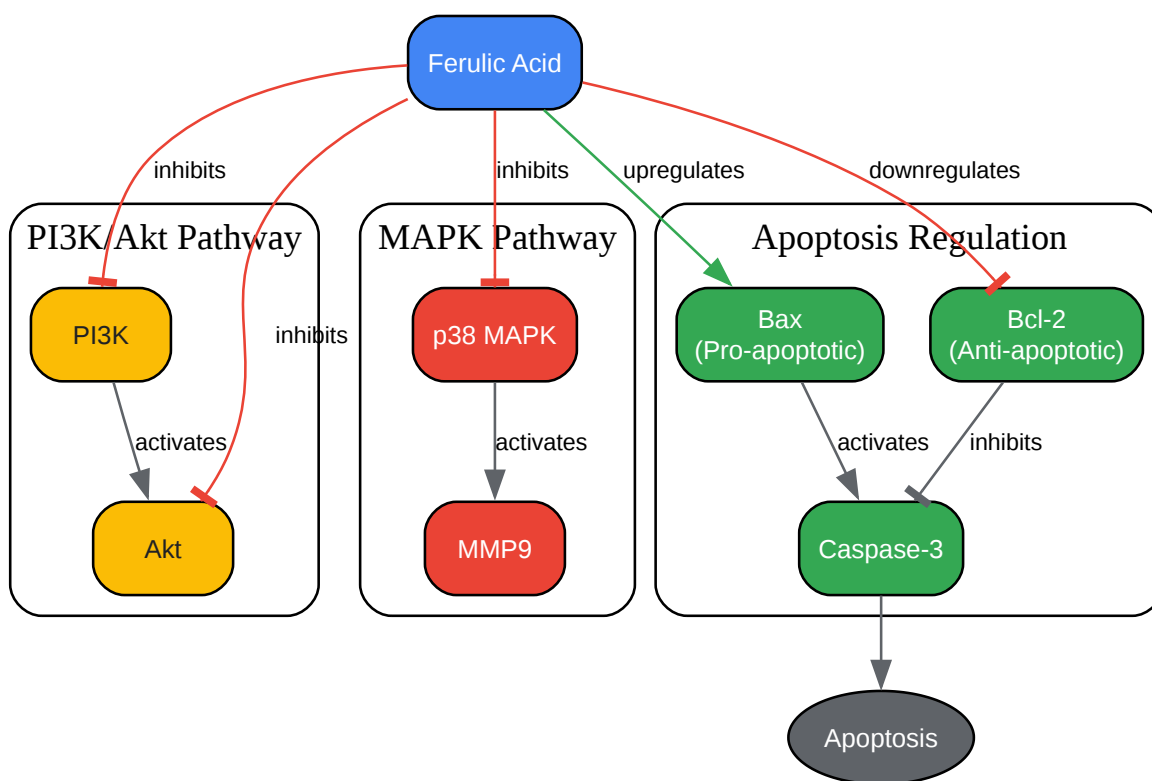 Ferulic Acid
inhibits
inhibits
upregulates
downregulates
PI3K/Akt Pathway
MAPK Pathway
Apoptosis Regulation
PI3K
inhibits
p38 MAPK
Bax
(Pro-apoptotic)
Bcl-2
(Anti-apoptotic)
activates
activates
activates
inhibits
Akt
MMP9
Caspase-3
Apoptosis